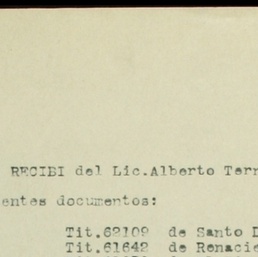 RECIBI del Lic.Alberto Terr
entes documentos:
Tit.62109 de Santo D
Tit.61642 de Renacie